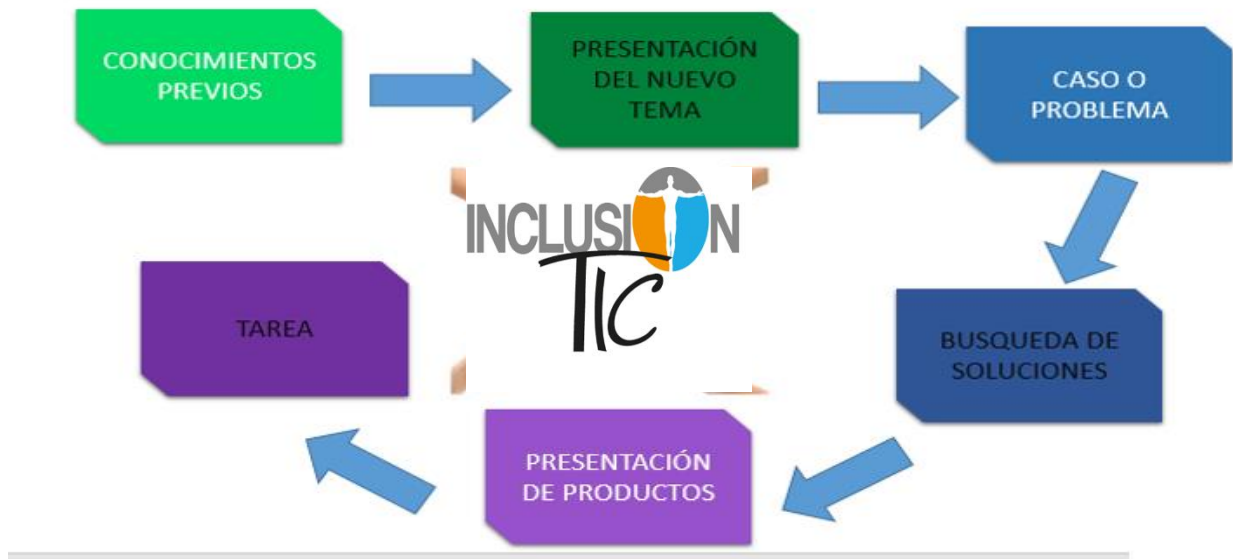 CONOCIMIENTOS
PREVIOS
PRESENTACIÓN
DEL NUEVO
TEMA
CASO O
PROBLEMA
INCLUSION
TIC
TAREA
BUSQUEDA DE
SOLUCIONES
PRESENTACIÓN
DE PRODUCTOS